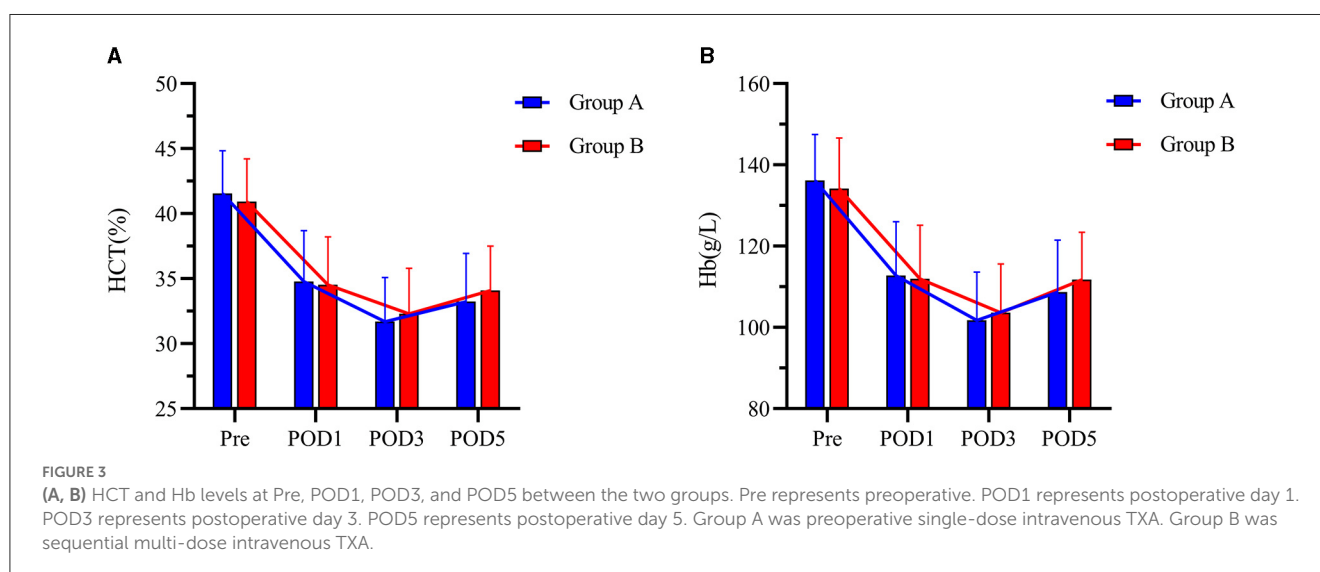 A
50
45
40
35
30
25
HCT(%)
Pre POD1 POD3 POD5
Group A
Group B
B
160
140
120
100
80
Hb(g/L)
Pre POD1 POD3 POD5
Group A
Group B
FIGURE 3
(A, B) HCT and Hb levels at Pre, POD1, POD3, and POD5 between the two groups. Pre represents preoperative. POD1 represents postoperative day 1.
POD3 represents postoperative day 3. POD5 represents postoperative day 5. Group A was preoperative single-dose intravenous TXA. Group B was
sequential multi-dose intravenous TXA.